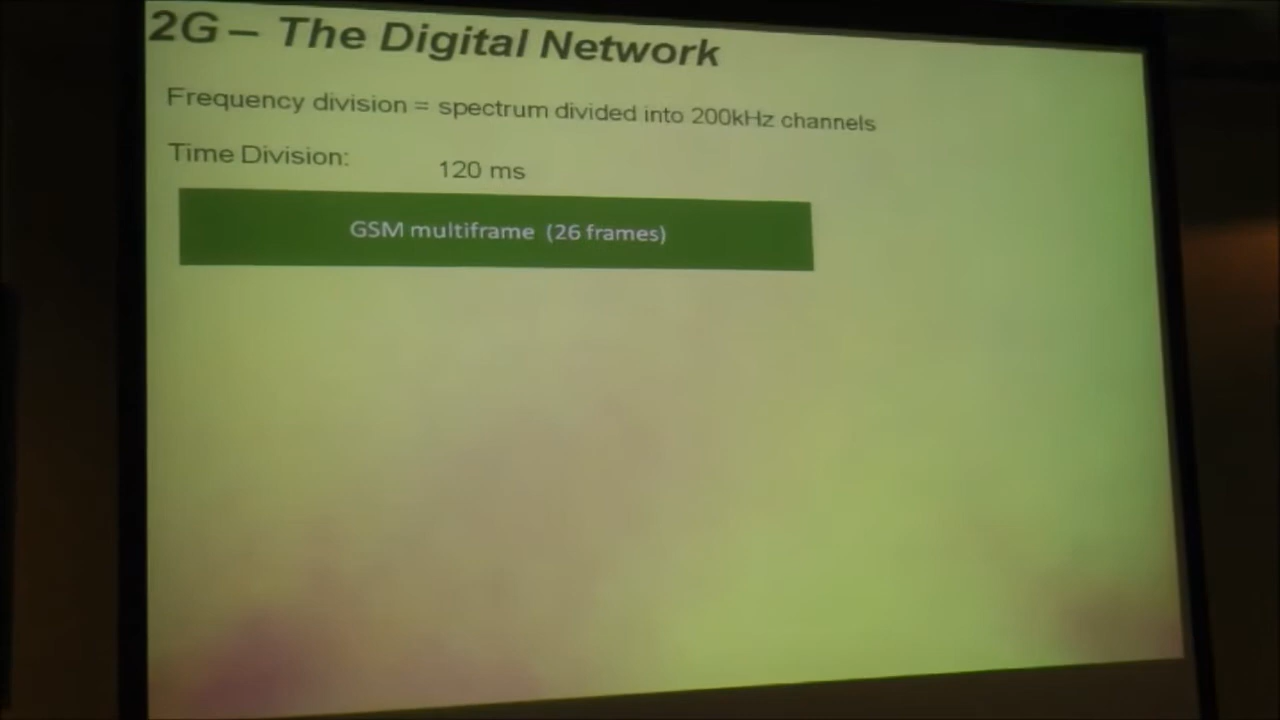 2G – The Digital Network
Frequency division = spectrum divided into 200kHz channels
Time Division:
120 ms
GSM multiframe (26 frames)